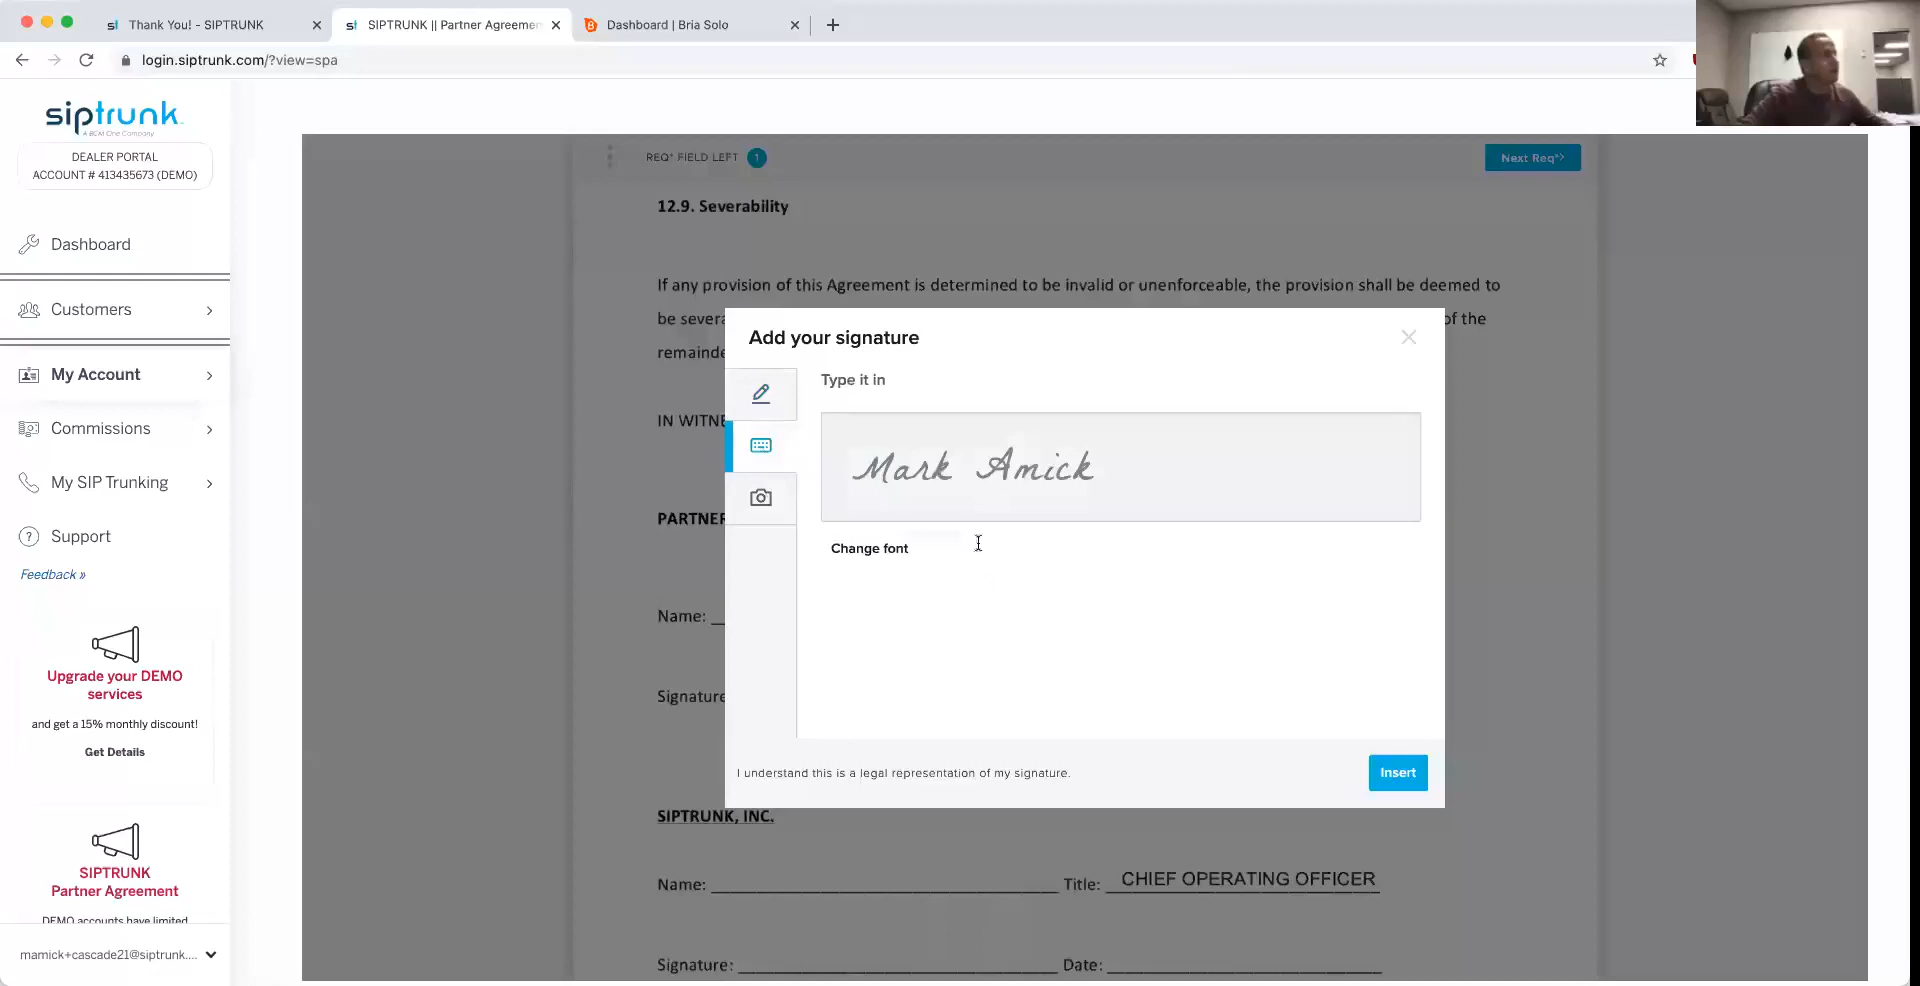 Thank You! - SIPTRUNK
SIPTRUNK || Partner Agreemen
Dashboard | Bria Solo
login.siptrunk.com/?view=spa
siptrunk
A BCM One Company
DEALER PORTAL
ACCOUNT # 413435673 (DEMO)
Dashboard
Customers
My Account
Commissions
My SIP Trunking
Support
Feedback »
Upgrade your DEMO
services
and get a 15% monthly discount!
Get Details
SIPTRUNK
Partner Agreement
DEMO accounts have limited
mamick+cascade21@siptrunk....
REQ* FIELD LEFT 1
Next Req*>
12.9. Severability
If any provision of this Agreement is determined to be invalid or unenforceable, the provision shall be deemed to
be severa
of the
remainde
IN WITNE
PARTNER
Name:
Signature
Add your signature
Type it in
Mark Amick
Change font
I understand this is a legal representation of my signature.
Insert
SIPTRUNK, INC.
Name: Title: CHIEF OPERATING OFFICER
Signature: Date: